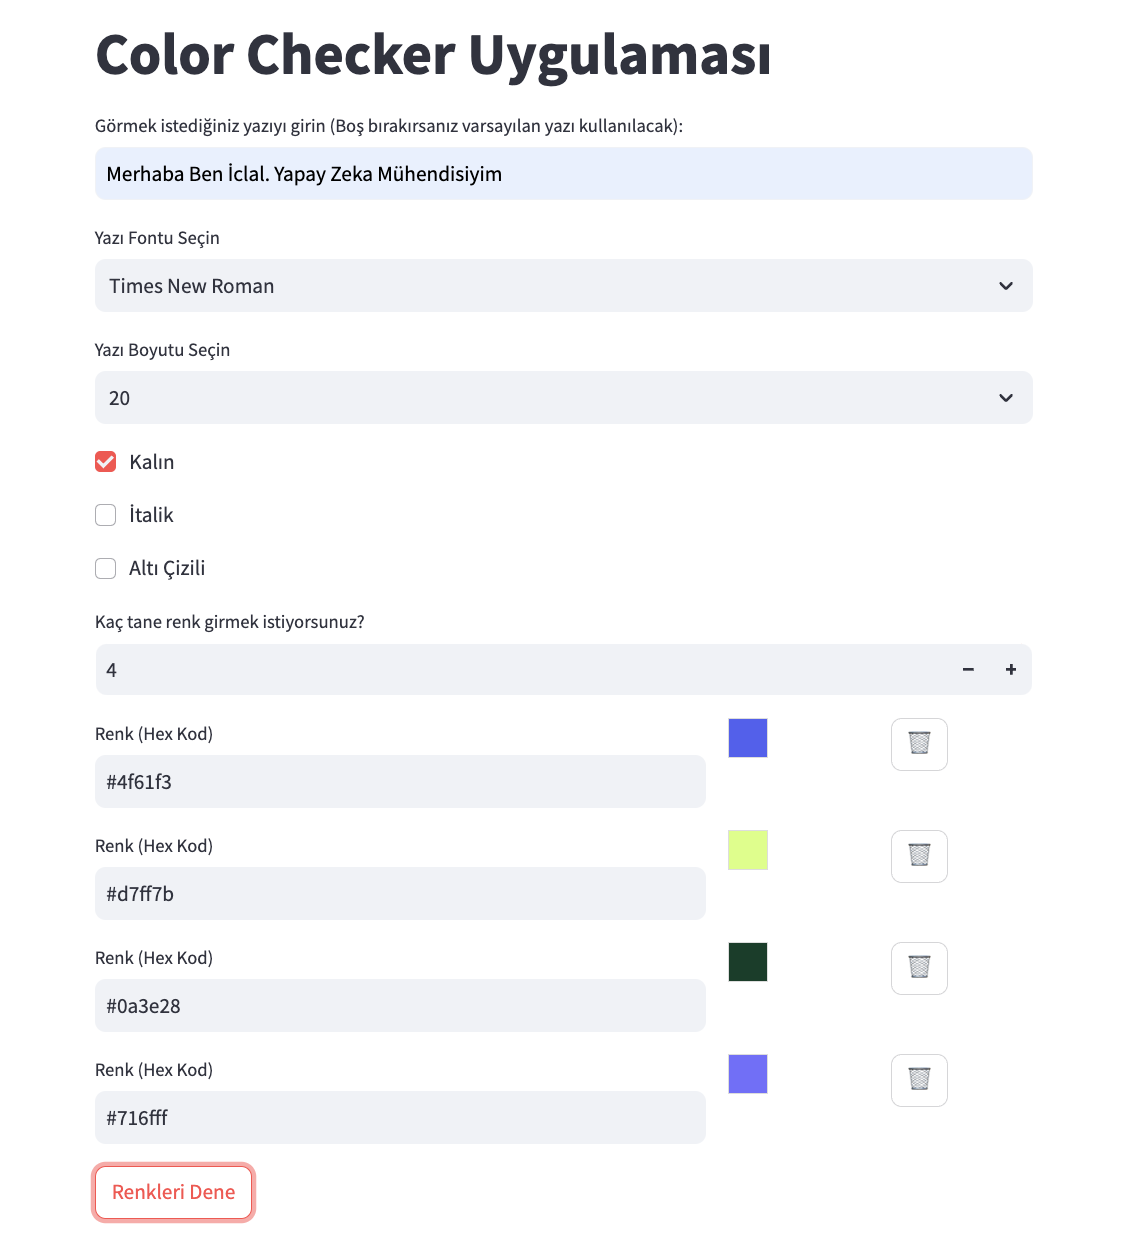 Color Checker Uygulaması
Görmek istediğiniz yazıyı girin (Boş bırakırsanız varsayılan yazı kullanılacak):
Merhaba Ben İclal. Yapay Zeka Mühendisiyim
Yazı Fontu Seçin
Times New Roman
Yazı Boyutu Seçin
20
Kalın
İtalik
Altı Çizili
Kaç tane renk girmek istiyorsunuz?
4
Renk (Hex Kod)
#4f61f3
Renk (Hex Kod)
#d7ff7b
Renk (Hex Kod)
#0a3e28
Renk (Hex Kod)
#716fff
Renkleri Dene